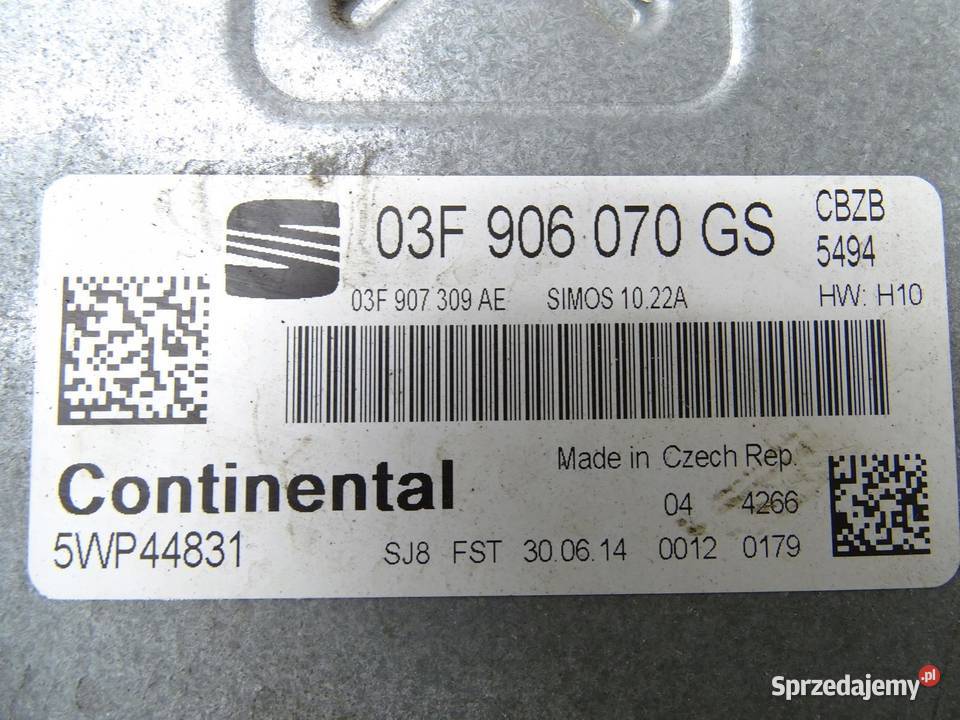 03F 906 070 GS
CBZB
5494
03F 907 309 AE SIMOS 10.22A HW: H10
Continental
Made in Czech Rep.
04 4266
5WP44831 SJ8 FST 30.06.14 0012 0179
Sprzedajemy.pl